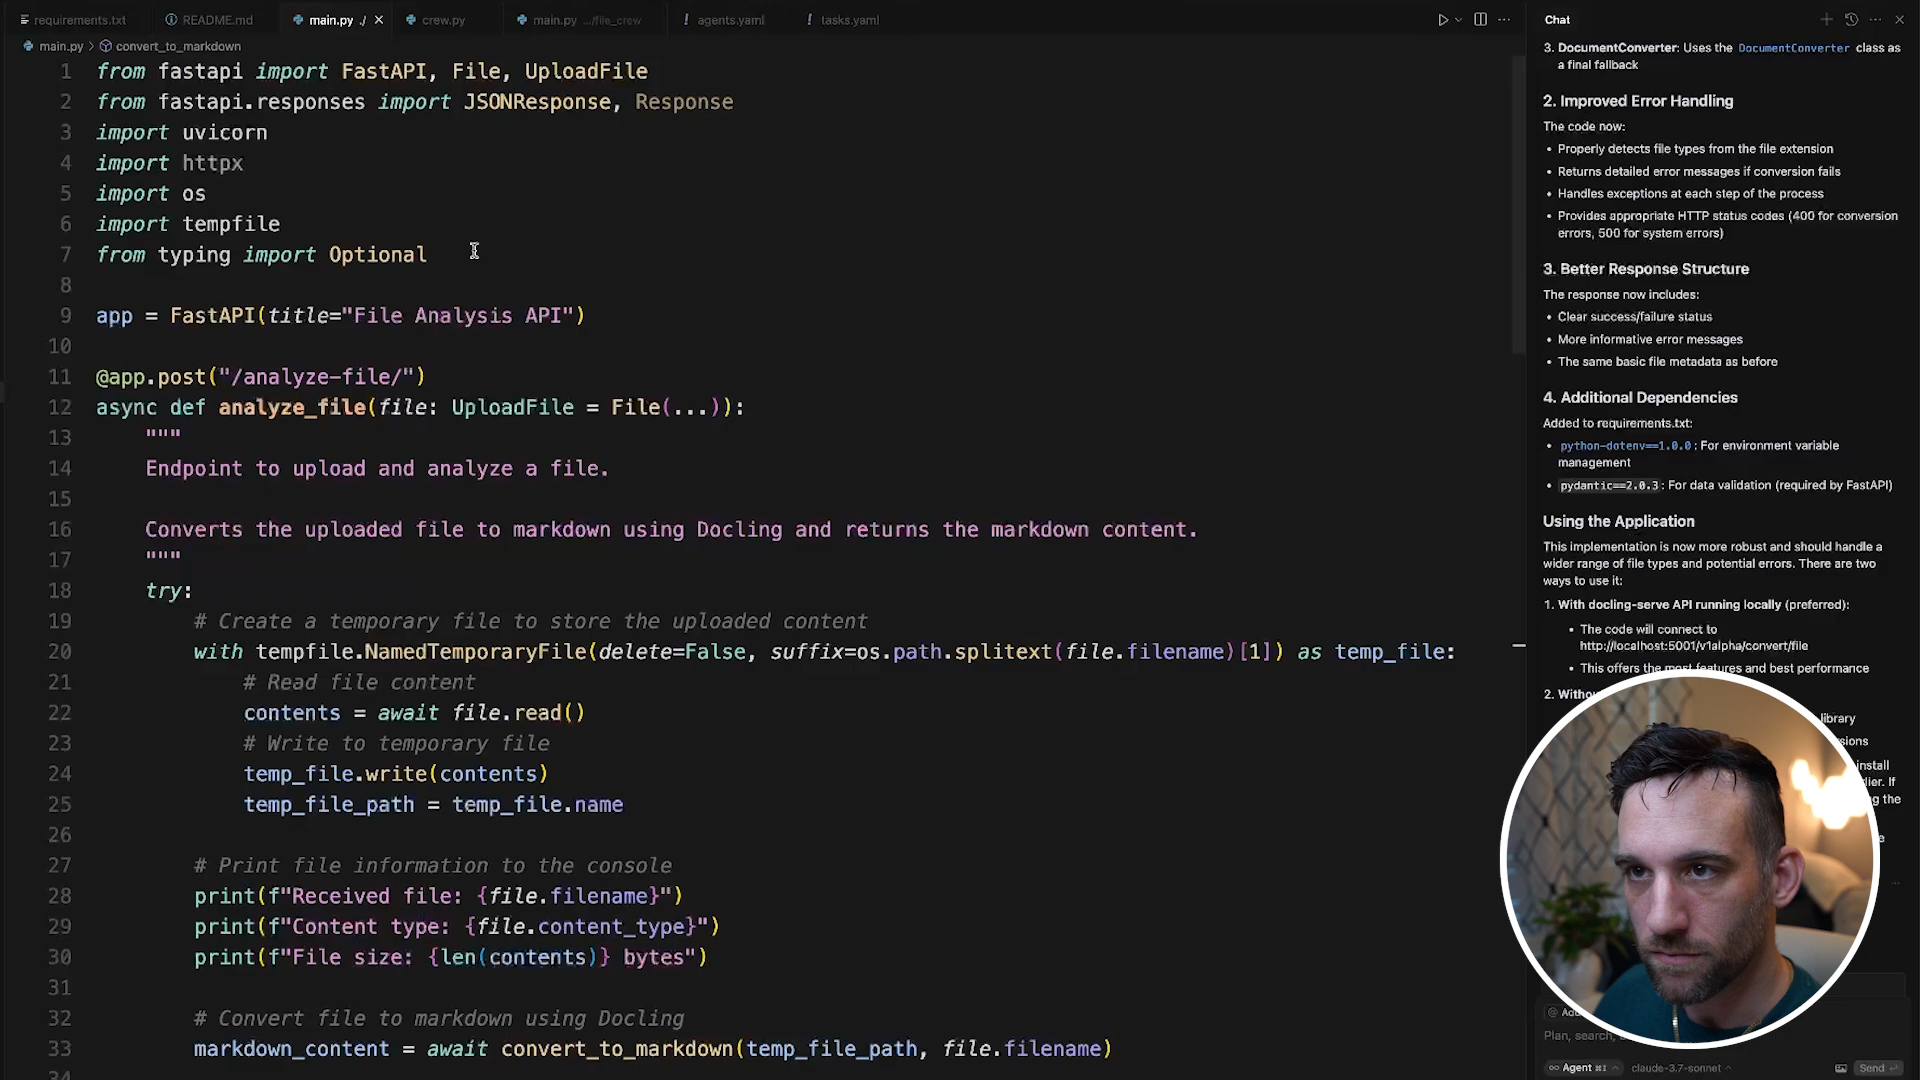 requirements.txt
README.md
main.py ./
crew.py
main.py .../file_crew
! agents.yaml
! tasks.yaml
main.py > convert_to_markdown
1 from fastapi import FastAPI, File, UploadFile
2 from fastapi.responses import JSONResponse, Response
3 import uvicorn
4 import httpx
5 import os
6 import tempfile
7 from typing import Optional
8
9 app = FastAPI(title="File Analysis API")
10
11 @app.post("/analyze-file/")
12 async def analyze_file(file: UploadFile = File(...)):
13 """
14 Endpoint to upload and analyze a file.
15
16 Converts the uploaded file to markdown using Docling and returns the markdown content.
17 """
18 try:
19 # Create a temporary file to store the uploaded content
20 with tempfile.NamedTemporaryFile(delete=False, suffix=os.path.splitext(file.filename)[1]) as temp_file:
21 # Read file content
22 contents = await file.read()
23 # Write to temporary file
24 temp_file.write(contents)
25 temp_file_path = temp_file.name
26
27 # Print file information to the console
28 print(f"Received file: {file.filename}")
29 print(f"Content type: {file.content_type}")
30 print(f"File size: {len(contents)} bytes")
31
32 # Convert file to markdown using Docling
33 markdown_content = await convert_to_markdown(temp_file_path, file.filename)
34
Chat
3. DocumentConverter: Uses the DocumentConverter class as
a final fallback
2. Improved Error Handling
The code now:
• Properly detects file types from the file extension
• Returns detailed error messages if conversion fails
• Handles exceptions at each step of the process
• Provides appropriate HTTP status codes (400 for conversion
errors, 500 for system errors)
3. Better Response Structure
The response now includes:
• Clear success/failure status
• More informative error messages
• The same basic file metadata as before
4. Additional Dependencies
Added to requirements.txt:
• python-dotenv==1.0.0: For environment variable
management
• pydantic==2.0.3: For data validation (required by FastAPI)
Using the Application
This implementation is now more robust and should handle a
wider range of file types and potential errors. There are two
ways to use it:
1. With docling-serve API running locally (preferred):
• The code will connect to
http://localhost:5001/v1alpha/convert/file
• This offers the most features and best performance
2.
library
install
the
Plan, search,
Agent ⌘I
claude-3.7-sonnet
Send